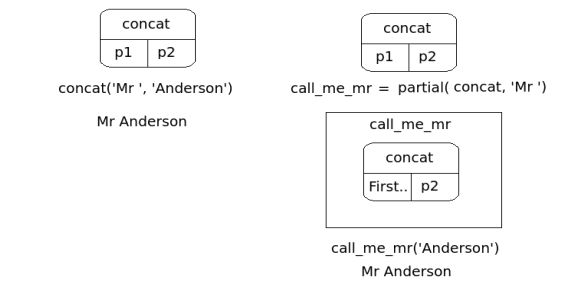 concat
p1 p2
concat('Mr ', 'Anderson')
Mr Anderson
concat
p1 p2
call_me_mr = partial( concat, 'Mr ')
call_me_mr
concat
First.. p2
call_me_mr('Anderson')
Mr Anderson